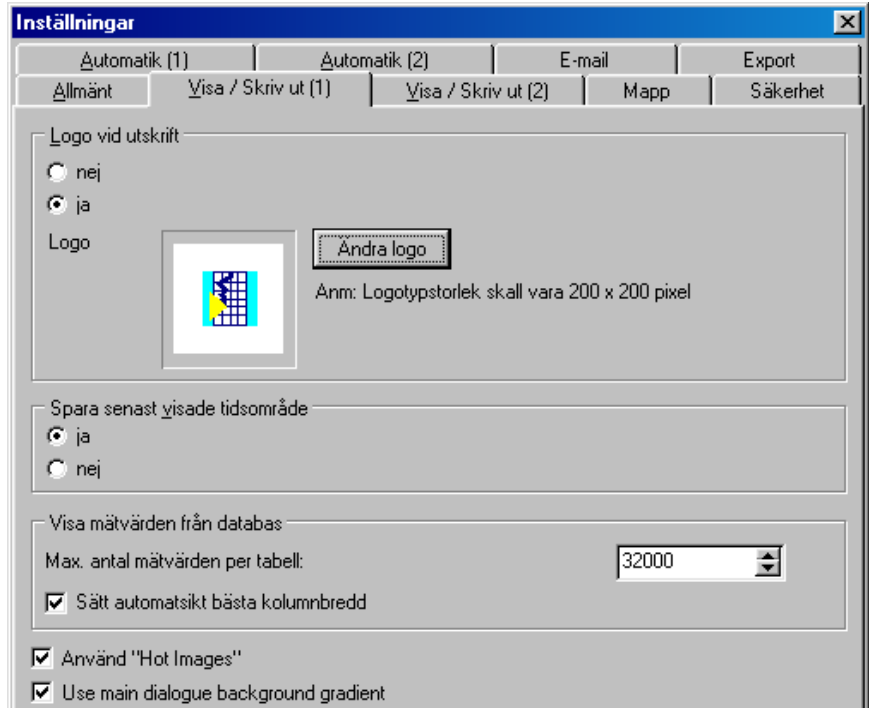 Inställningar
Automatik (1) Automatik (2) E-mail Export
Allmänt Visa / Skriv ut (1) Visa / Skriv ut (2) Mapp Säkerhet
Logo vid utskrift
nej
ja
Logo Ändra logo
Anm: Logotypstorlek skall vara 200 x 200 pixel
Spara senast visade tidsområde
ja
nej
Visa mätvärden från databas
Max. antal mätvärden per tabell: 32000
Sätt automatsikt bästa kolumnbredd
Använd "Hot Images"
Use main dialogue background gradient